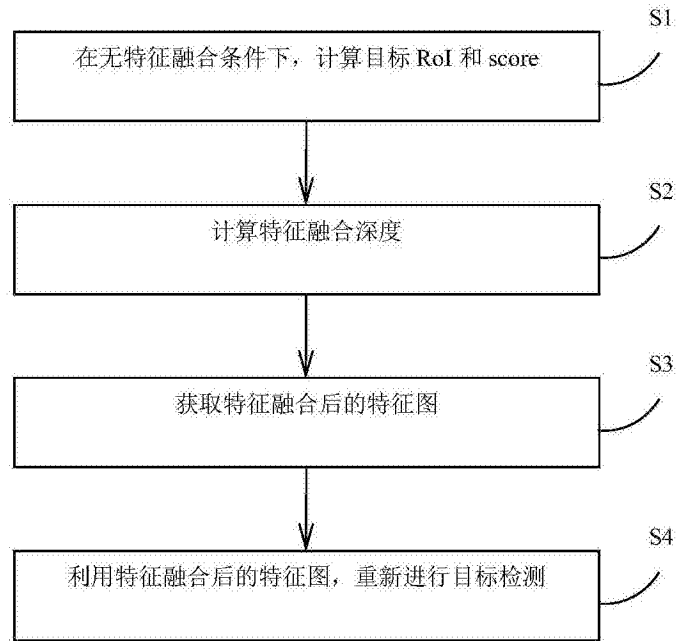 S1
在无特征融合条件下，计算目标 RoI 和 score
S2
计算特征融合深度
S3
获取特征融合后的特征图
S4
利用特征融合后的特征图，重新进行目标检测